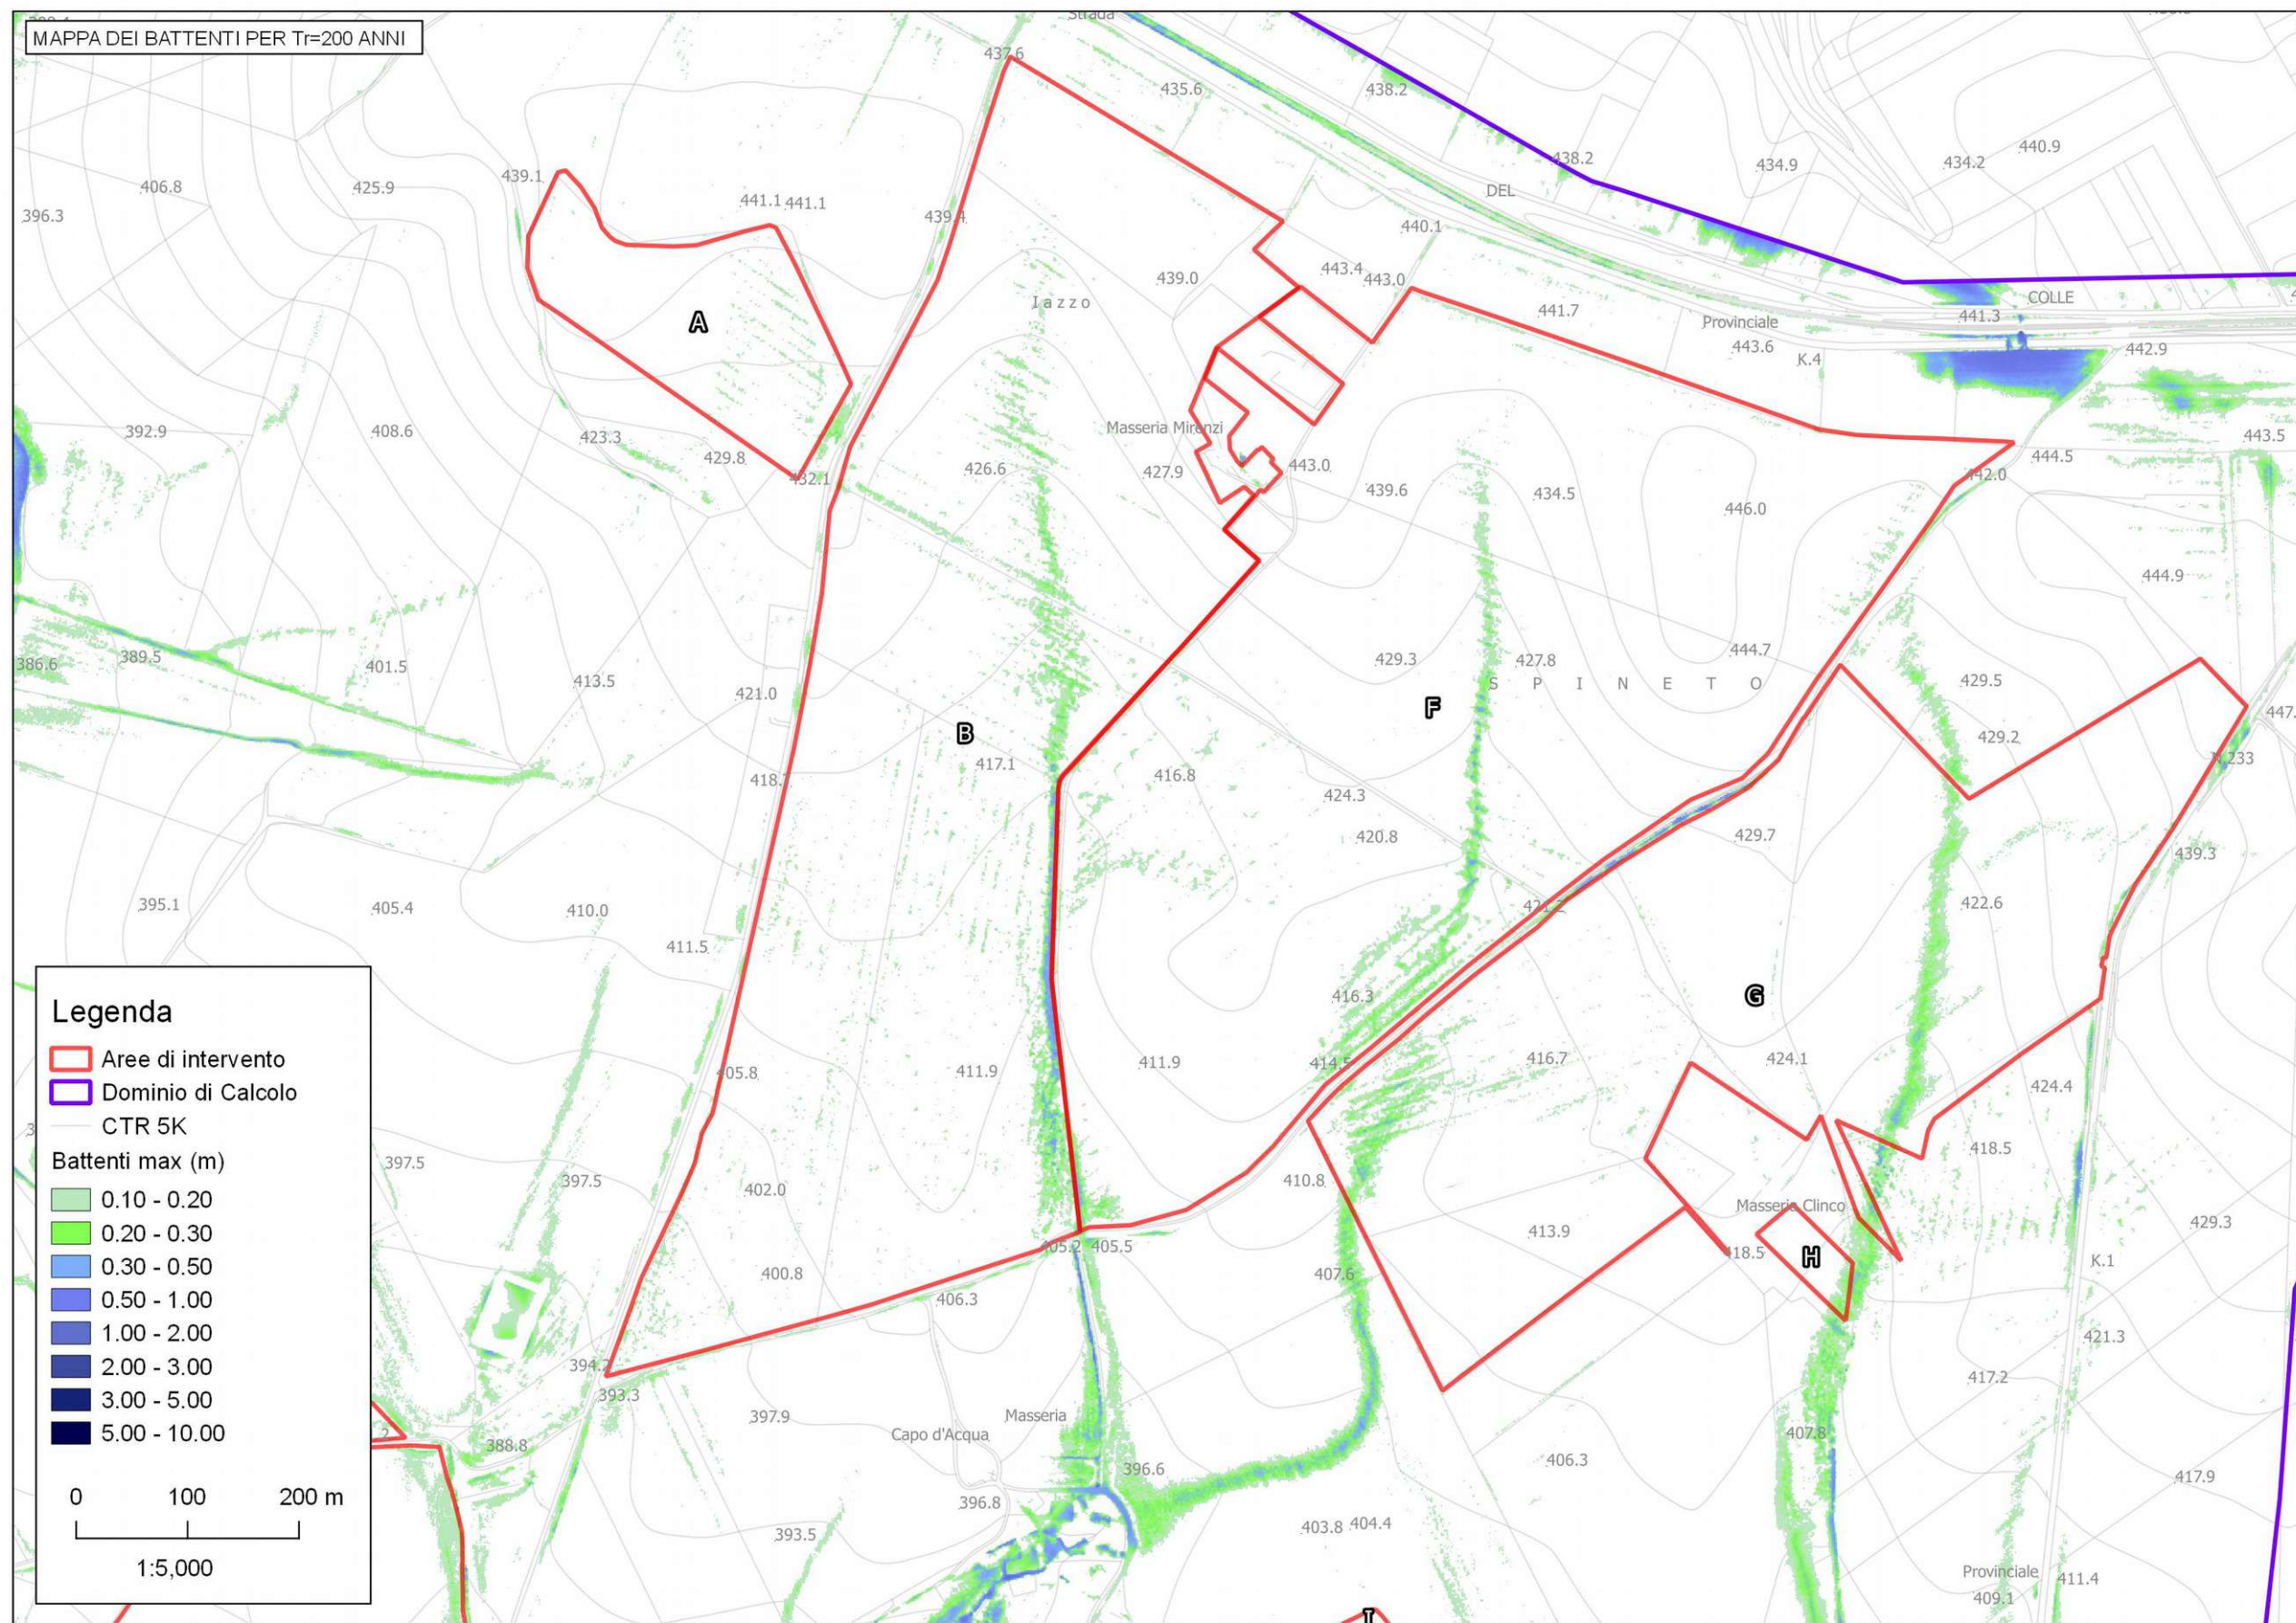 Strada
MAPPA DEI BATTENTI PER Tr=200 ANNI
437.6
435.6
438.2
438.2
434.9
434.2
440.9
439.1
406.8
425.9
396.3
441.1 441.1
439.4
DEL
440.1
439.0
443.4
443.0
Iazzo
441.7
COLLE
441.3
Provinciale
443.6
K.4
442.9
A
392.9
408.6
423.3
429.8
432.1
426.6
Masseria Mirenzi
427.9
443.0
439.6
434.5
446.0
443.5
444.5
442.0
444.9
386.6
389.5
401.5
413.5
421.0
429.3
427.8
444.7
S P I N E T O
429.5
429.2
447.
N.233
B
F
417.1
418.
416.8
424.3
420.8
429.7
439.3
395.1
405.4
410.0
411.5
421.2
422.6
416.3
G
405.8
411.9
411.9
414.5
416.7
424.1
424.4
418.5
397.5
397.5
402.0
410.8
413.9
Masseria Clinco
418.5
H
429.3
K.1
405.2 405.5
400.8
406.3
407.6
421.3
417.2
394.2
393.3
397.9
Masseria
Capo d'Acqua
388.8
396.6
396.8
393.5
403.8 404.4
406.3
407.8
417.9
Provinciale
409.1
411.4
I
Legenda
Aree di intervento
Dominio di Calcolo
CTR 5K
Battenti max (m)
0.10 - 0.20
0.20 - 0.30
0.30 - 0.50
0.50 - 1.00
1.00 - 2.00
2.00 - 3.00
3.00 - 5.00
5.00 - 10.00
0 100 200 m
1:5,000